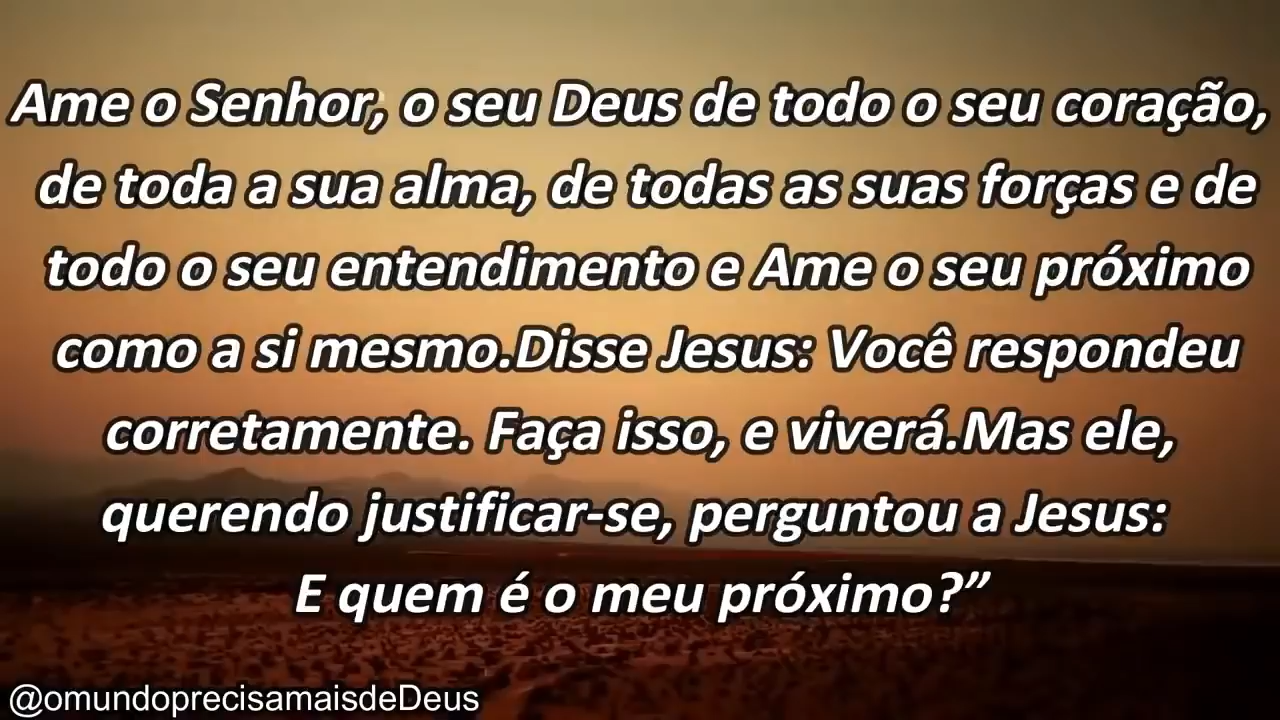 Ame o Senhor, o seu Deus de todo o seu coração,
de toda a sua alma, de todas as suas forças e de
todo o seu entendimento e Ame o seu próximo
como a si mesmo.Disse Jesus: Você respondeu
corretamente. Faça isso, e viverá.Mas ele,
querendo justificar-se, perguntou a Jesus:
E quem é o meu próximo?”
@omundoprecisamaisdeDeus